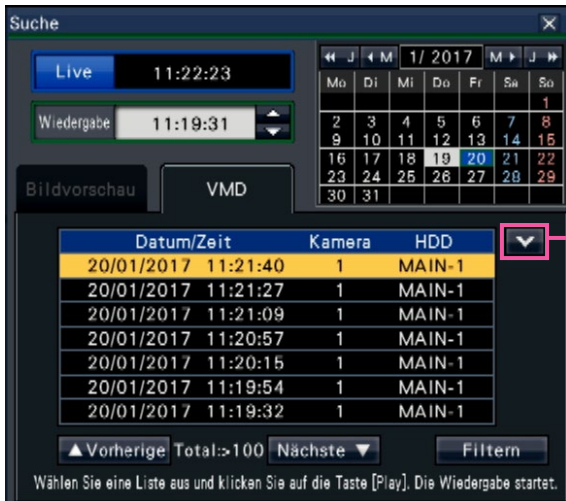 Suche
J M 1/ 2017 M J
Live 11:22:23
Mo Di Mi Do Fr Sa So
1
Wiedergabe 11:19:31
2 3 4 5 6 7 8
9 10 11 12 13 14 15
16 17 18 19 20 21 22
23 24 25 26 27 28 29
30 31
Bildvorschau VMD
Datum/Zeit Kamera HDD
20/01/2017 11:21:40 1 MAIN-1
20/01/2017 11:21:27 1 MAIN-1
20/01/2017 11:21:09 1 MAIN-1
20/01/2017 11:20:57 1 MAIN-1
20/01/2017 11:20:15 1 MAIN-1
20/01/2017 11:19:54 1 MAIN-1
20/01/2017 11:19:32 1 MAIN-1
▲Vorherige Total:>100 Nächste ▼ Filtern
Wählen Sie eine Liste aus und klicken Sie auf die Taste [Play]. Die Wiedergabe startet.